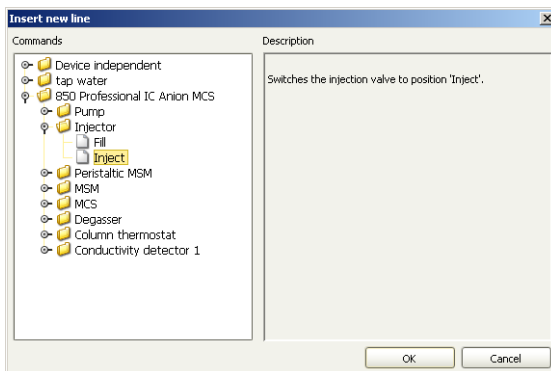 Insert new line
Commands
Description
Device independent
tap water
850 Professional IC Anion MCS
Pump
Injector
Fill
Inject
Peristaltic MSM
MSM
MCS
Degasser
Column thermostat
Conductivity detector 1
Switches the injection valve to position 'Inject'.
OK
Cancel